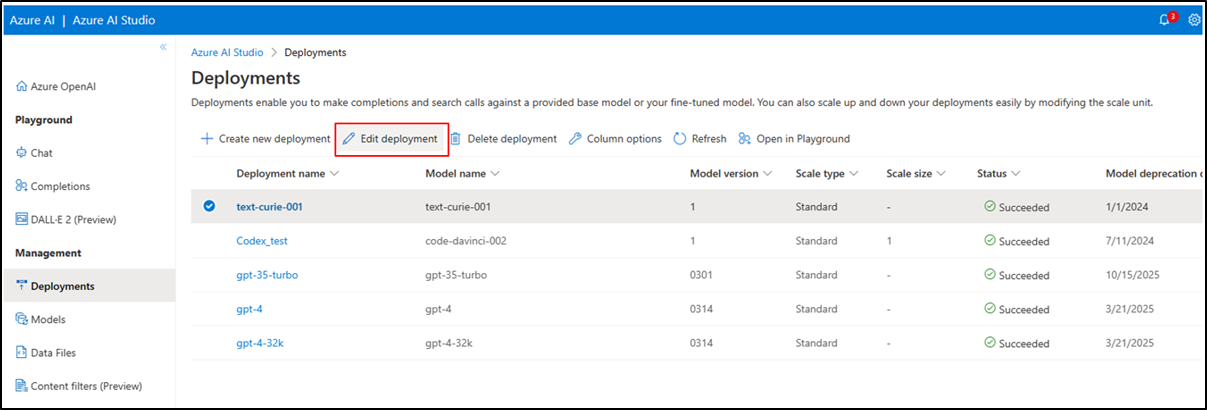 Azure AI | Azure AI Studio 3
«
Azure AI Studio > Deployments
Azure OpenAI
Playground
Chat
Completions
DALL·E 2 (Preview)
Management
Deployments
Models
Data Files
Content filters (Preview)
Deployments
Deployments enable you to make completions and search calls against a provided base model or your fine-tuned model. You can also scale up and down your deployments easily by modifying the scale unit.
Create new deployment Edit deployment Delete deployment Column options Refresh Open in Playground
Deployment name Model name Model version Scale type Scale size Status Model deprecation
text-curie-001 text-curie-001 1 Standard - Succeeded 1/1/2024
Codex_test code-davinci-002 1 Standard 1 Succeeded 7/11/2024
gpt-35-turbo gpt-35-turbo 0301 Standard - Succeeded 10/15/2025
gpt-4 gpt-4 0314 Standard - Succeeded 3/21/2025
gpt-4-32k gpt-4-32k 0314 Standard - Succeeded 3/21/2025